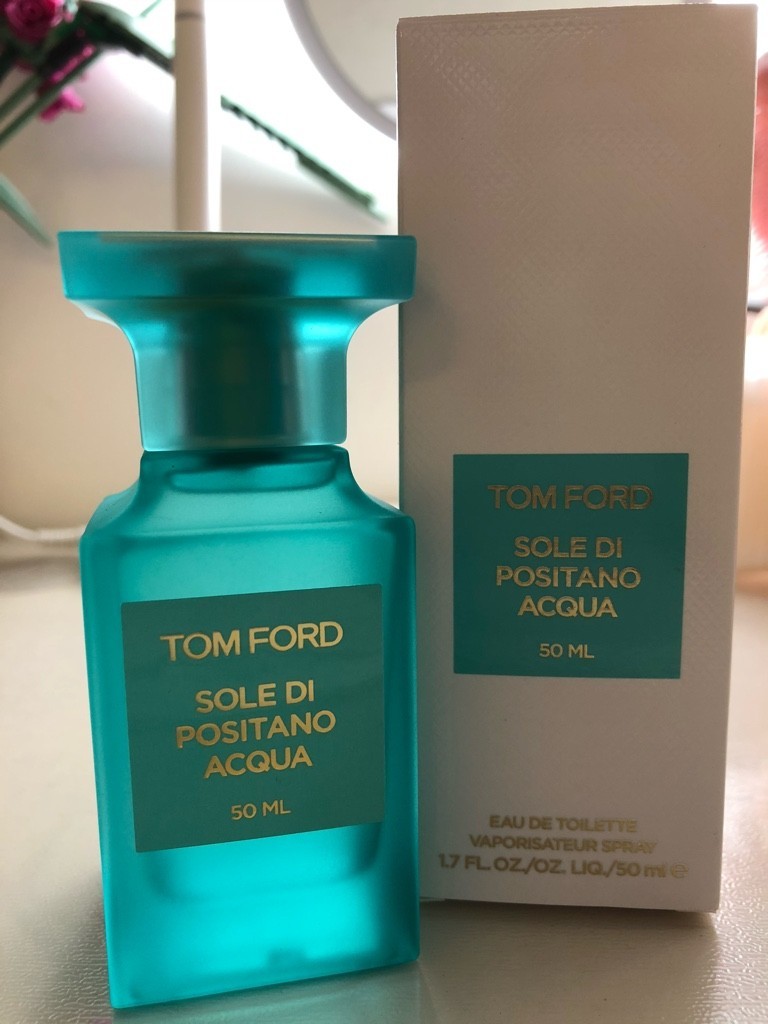 TOM FORD
SOLE DI
POSITANO
ACQUA
50 ML
TOM FORD
SOLE DI
POSITANO
ACQUA
50 ML
EAU DE TOILETTE
VAPORISATEUR SPRAY
1.7 FL. OZ./OZ. LIQ./50 ml ℮